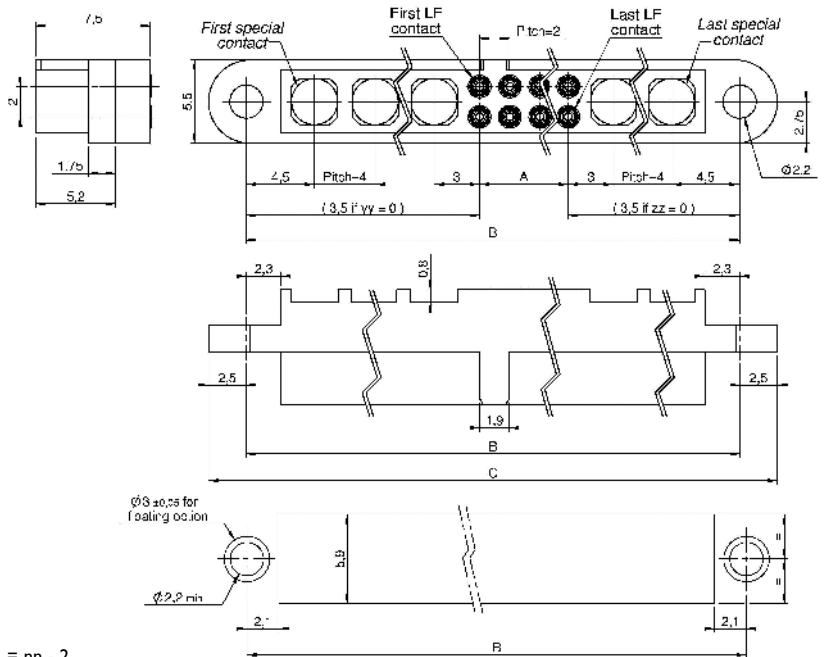 7,5
First special
contact
First LF
contact
Pitch=2
Last LF
contact
Last special
contact
2
5.5
2.75
1.75
5,2
4,5
Pitch=4
3
A
3
Pitch=4
4,5
Ø2.2
( 3,5 if yy = 0 )
( 3,5 if zz = 0 )
B
2,3
0,8
2,3
2,5
2,5
1,9
B
C
Ø3 ±0,05 for
floating option
5,9
=
=
Ø2,2 min
2,1
2,1
B